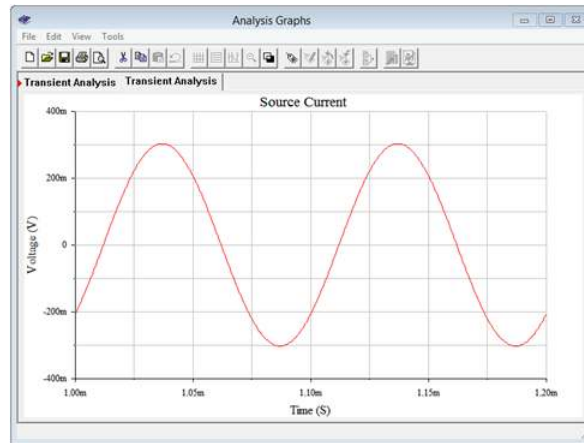 Analysis Graphs
File Edit View Tools
Transient Analysis Transient Analysis
Source Current
400m
200m
0
-200m
-400m
Voltage (V)
1.00m 1.05m 1.10m 1.15m 1.20m
Time (S)